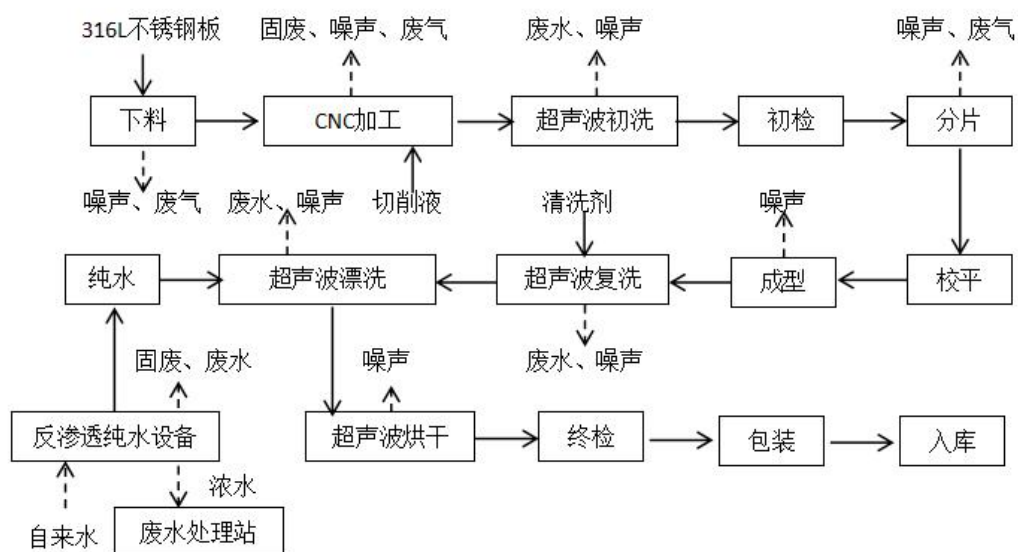 316L不锈钢板
固废、噪声、废气
废水、噪声
噪声、废气
下料
CNC加工
超声波初洗
初检
分片
噪声、废气
废水、噪声
切削液
清洗剂
噪声
纯水
超声波漂洗
超声波复洗
成型
校平
固废、废水
噪声
废水、噪声
反渗透纯水设备
超声波烘干
终检
包装
入库
浓水
自来水
废水处理站